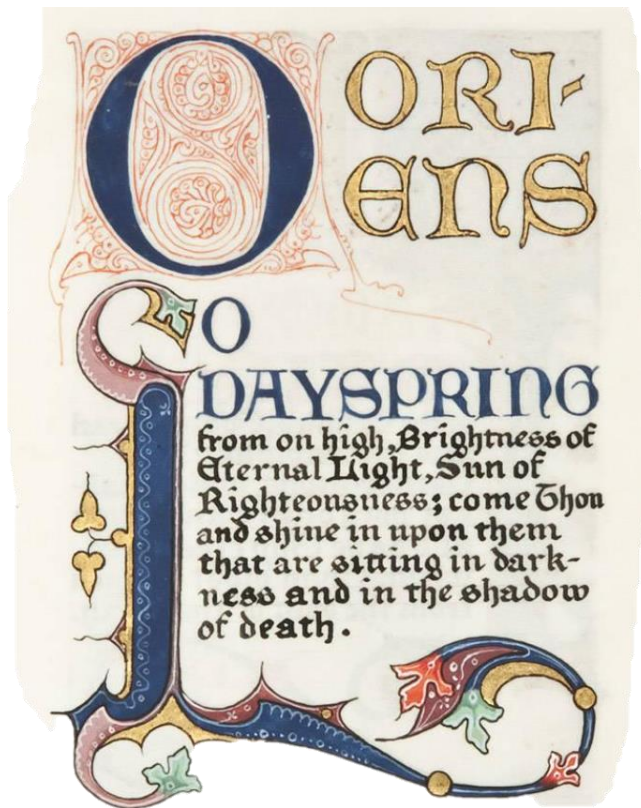 O ORI-
ENS
O
DAYSPRING
from on high, Brightness of
Eternal Light, Sun of
Righteousness; come Thou
and shine in upon them
that are sitting in dark-
ness and in the shadow
of death.